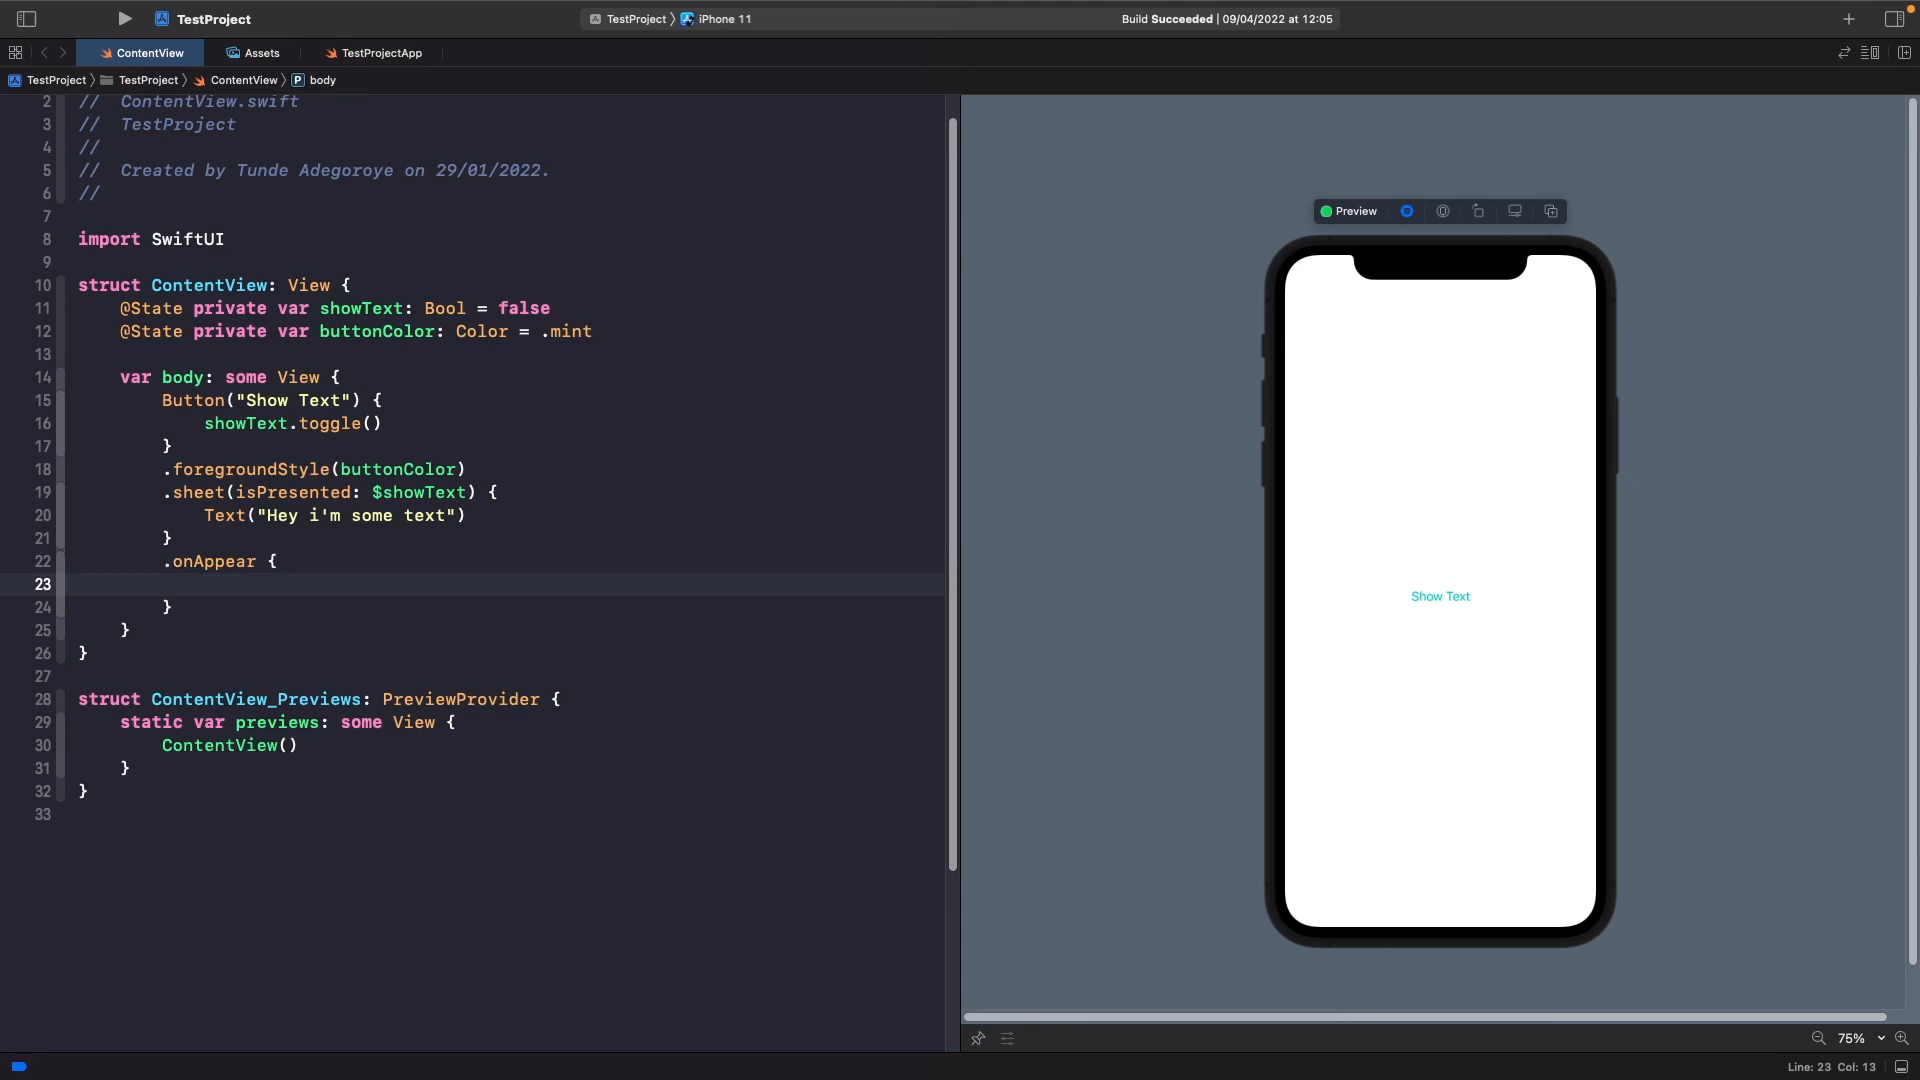 TestProject
TestProject 〉 iPhone 11
Build Succeeded | 09/04/2022 at 12:05
ContentView
Assets
TestProjectApp
TestProject 〉 TestProject 〉 ContentView 〉 P body
2 //  ContentView.swift
3 //  TestProject
4 //
5 //  Created by Tunde Adegoroye on 29/01/2022.
6 //
7
8 import SwiftUI
9
10 struct ContentView: View {
11     @State private var showText: Bool = false
12     @State private var buttonColor: Color = .mint
13
14     var body: some View {
15         Button("Show Text") {
16             showText.toggle()
17         }
18         .foregroundStyle(buttonColor)
19         .sheet(isPresented: $showText) {
20             Text("Hey i'm some text")
21         }
22         .onAppear {
23
24         }
25     }
26 }
27
28 struct ContentView_Previews: PreviewProvider {
29     static var previews: some View {
30         ContentView()
31     }
32 }
33
Preview
Show Text
75%
Line: 23 Col: 13